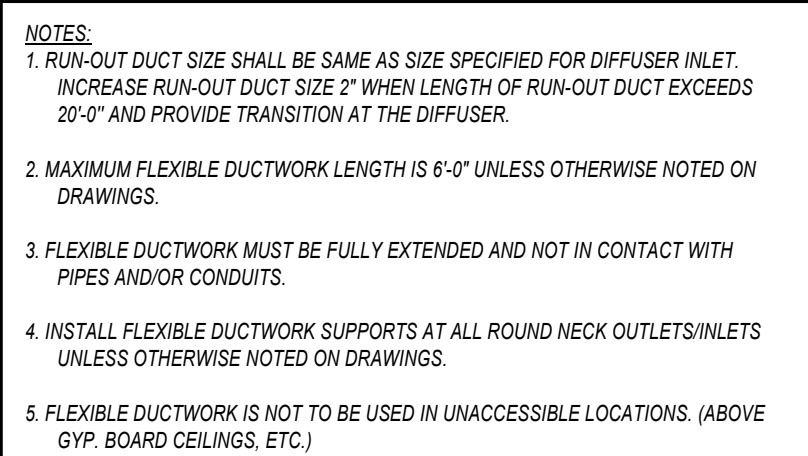 NOTES:
1. RUN-OUT DUCT SIZE SHALL BE SAME AS SIZE SPECIFIED FOR DIFFUSER INLET.
INCREASE RUN-OUT DUCT SIZE 2" WHEN LENGTH OF RUN-OUT DUCT EXCEEDS
20'-0" AND PROVIDE TRANSITION AT THE DIFFUSER.
2. MAXIMUM FLEXIBLE DUCTWORK LENGTH IS 6'-0" UNLESS OTHERWISE NOTED ON
DRAWINGS.
3. FLEXIBLE DUCTWORK MUST BE FULLY EXTENDED AND NOT IN CONTACT WITH
PIPES AND/OR CONDUITS.
4. INSTALL FLEXIBLE DUCTWORK SUPPORTS AT ALL ROUND NECK OUTLETS/INLETS
UNLESS OTHERWISE NOTED ON DRAWINGS.
5. FLEXIBLE DUCTWORK IS NOT TO BE USED IN UNACCESSIBLE LOCATIONS. (ABOVE
GYP. BOARD CEILINGS, ETC.)